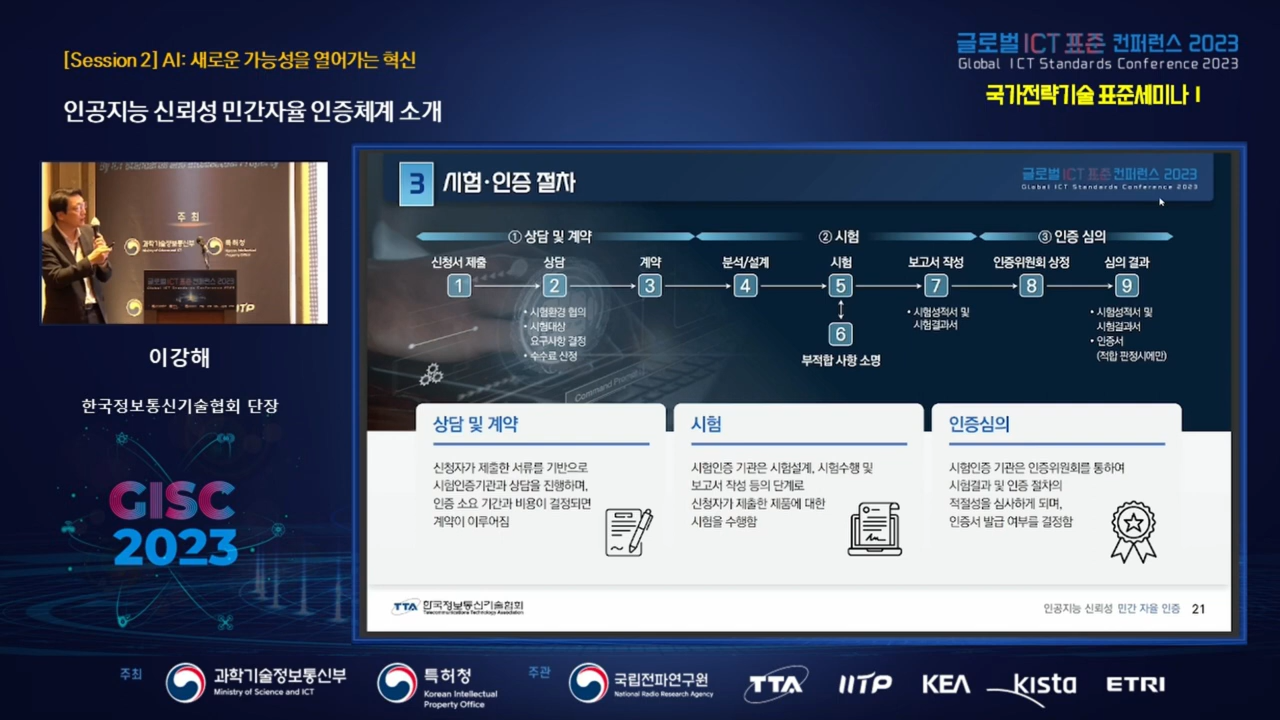 [Session 2] AI: 새로운 가능성을 열어가는 혁신
인공지능 신뢰성 민간자율 인증체계 소개
글로벌 ICT 표준 컨퍼런스 2023
Global ICT Standards Conference 2023
국가전략기술 표준세미나 I
주 최
과학기술정보통신부
특허청
이강해
한국정보통신기술협회 단장
GISC
2023
3 시험·인증 절차
글로벌 ICT 표준 컨퍼런스 2023
Global ICT Standards Conference 2023
① 상담 및 계약
② 시험
③ 인증 심의
신청서 제출
상담
계약
분석/설계
시험
보고서 작성
인증위원회 상정
심의 결과
1
2
3
4
5
7
8
9
• 시험환경 협의
• 시험대상
요구사항 결정
• 수수료 산정
6
부적합 사항 소명
• 시험성적서 및
시험결과서
• 시험성적서 및
시험결과서
• 인증서
(적합 판정시에만)
Command Prompt
상담 및 계약
신청자가 제출한 서류를 기반으로
시험인증기관과 상담을 진행하며,
인증 소요 기간과 비용이 결정되면
계약이 이루어짐
시험
시험인증 기관은 시험설계, 시험수행 및
보고서 작성 등의 단계로
신청자가 제출한 제품에 대한
시험을 수행함
인증심의
시험인증 기관은 인증위원회를 통하여
시험결과 및 인증 절차의
적절성을 심사하게 되며,
인증서 발급 여부를 결정함
TTA 한국정보통신기술협회
Telecommunications Technology Association
인공지능 신뢰성 민간 자율 인증 21
주최
과학기술정보통신부
Ministry of Science and ICT
특허청
Korean Intellectual
Property Office
주관
국립전파연구원
National Radio Research Agency
TTA
IITP
KEA
kista
ETRI